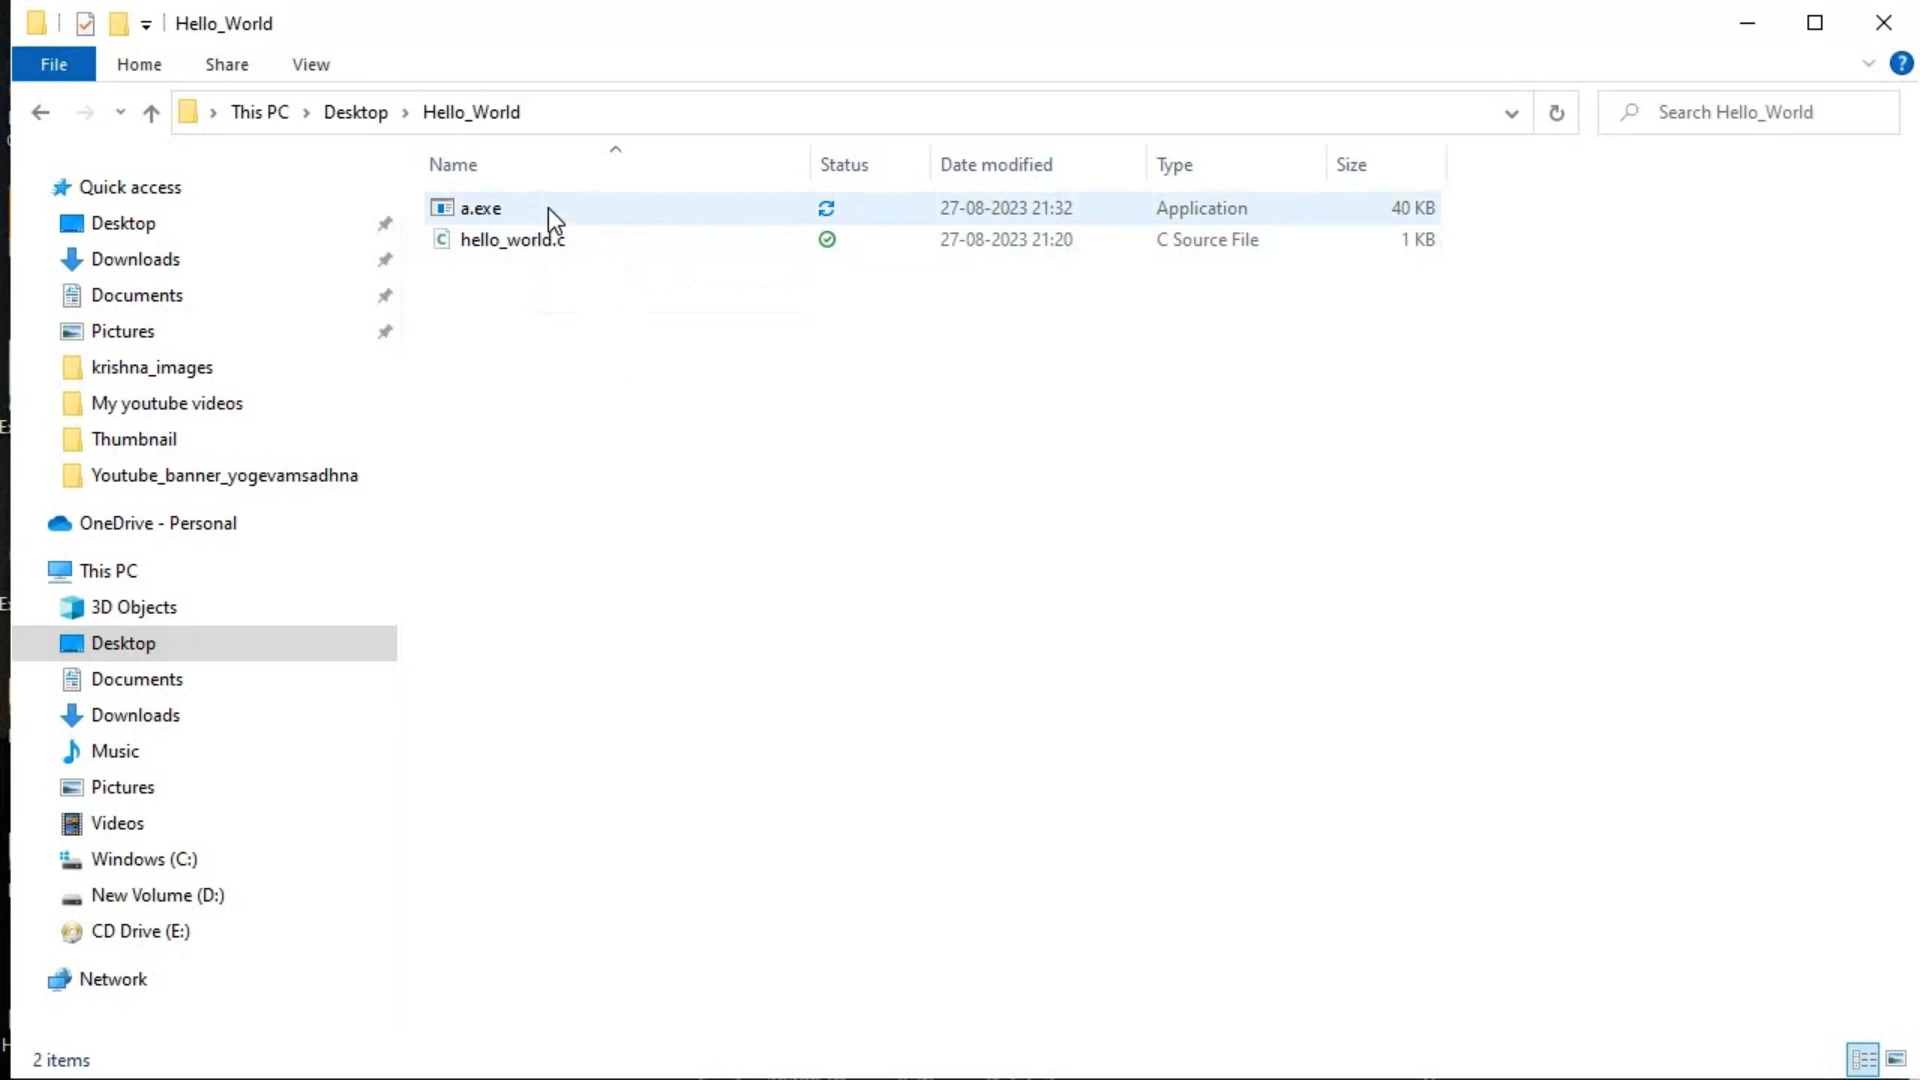 Hello_World
File Home Share View
This PC Desktop Hello_World
Search Hello_World
Name Status Date modified Type Size
a.exe 27-08-2023 21:32 Application 40 KB
hello_world.c 27-08-2023 21:20 C Source File 1 KB
Quick access
Desktop
Downloads
Documents
Pictures
krishna_images
My youtube videos
Thumbnail
Youtube_banner_yogevamsadhna
OneDrive - Personal
This PC
3D Objects
Desktop
Documents
Downloads
Music
Pictures
Videos
Windows (C:)
New Volume (D:)
CD Drive (E:)
Network
2 items